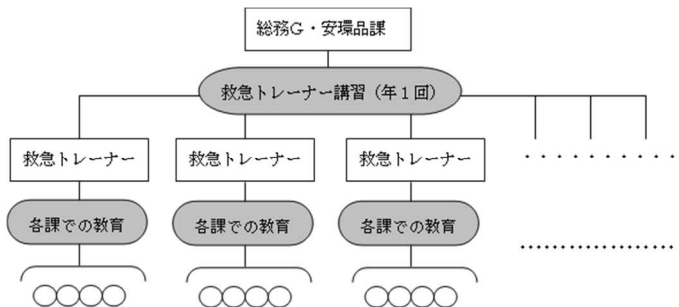 総務G・安環品課
救急トレーナー講習（年１回）
救急トレーナー 救急トレーナー 救急トレーナー ・・・・・・・・・・
各課での教育 各課での教育 各課での教育 ……………………